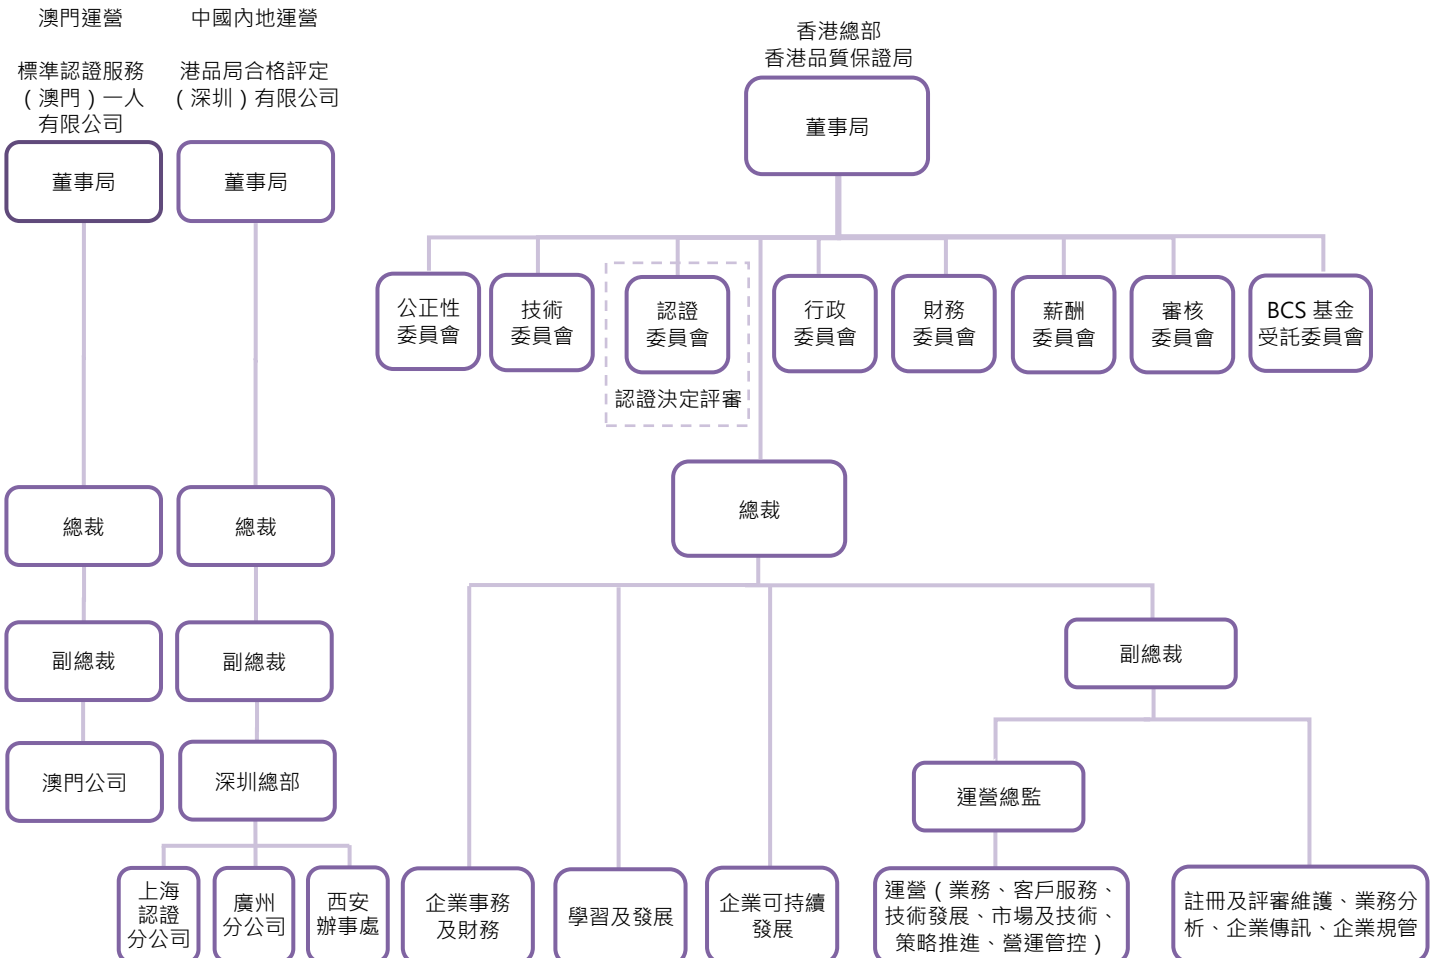 澳門運營
標準認證服務
（澳門）一人
有限公司
董事局
總裁
副總裁
澳門公司
中國內地運營
港品局合格評定
（深圳）有限公司
董事局
總裁
副總裁
深圳總部
上海
認證
分公司
廣州
分公司
西安
辦事處
香港總部
香港品質保證局
董事局
公正性
委員會
技術
委員會
認證
委員會
認證決定評審
行政
委員會
財務
委員會
薪酬
委員會
審核
委員會
BCS 基金
受託委員會
總裁
副總裁
運營總監
企業事務
及財務
學習及發展
企業可持續
發展
運營（業務、客戶服務、
技術發展、市場及技術、
策略推進、營運管控）
註冊及評審維護、業務分
析、企業傳訊、企業規管